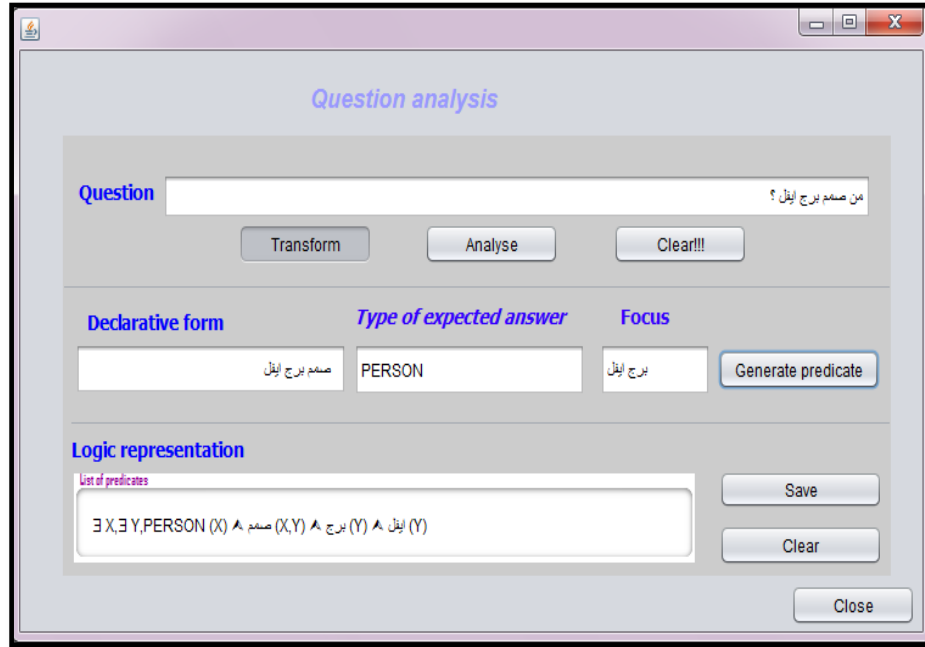 Question analysis
Question
من صمم برج ايفل ؟
Transform Analyse Clear!!!
Declarative form Type of expected answer Focus
صمم برج ايفل PERSON برج ايفل Generate predicate
Logic representation
List of predicates
∃ X,∃ Y,PERSON (X) ⋏ صمم (X,Y) ⋏ برج (Y) ⋏ ايفل (Y)
Save
Clear
Close